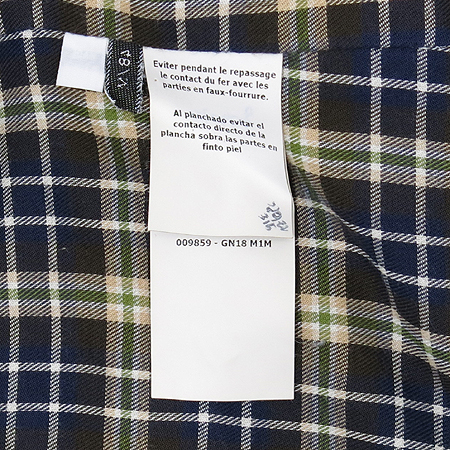 Eviter pendant le repassage
le contact du fer avec les
parties en faux-fourrure.
Al planchado evitar el
contacto directo de la
plancha sobra las partes en
finto piel
009859 - GN18 M1M